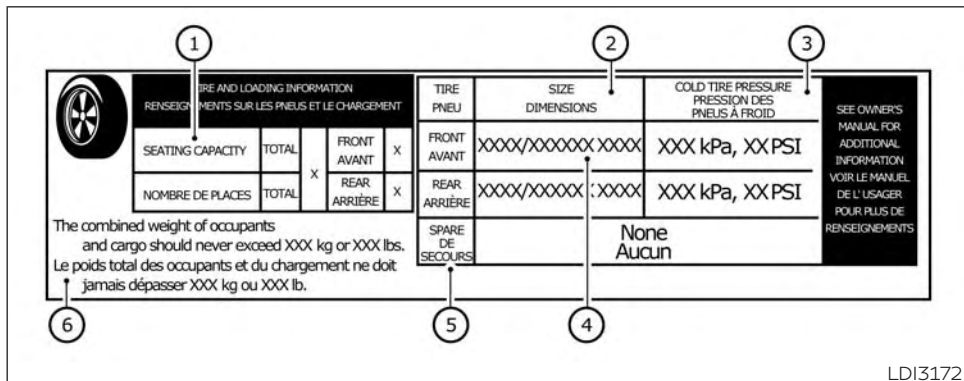 1
2
3
TIRE AND LOADING INFORMATION
RENSEIGNEMENTS SUR LES PNEUS ET LE CHARGEMENT
SEATING CAPACITY TOTAL X FRONT AVANT X
NOMBRE DE PLACES TOTAL REAR ARRIÈRE X
The combined weight of occupants
and cargo should never exceed XXX kg or XXX lbs.
Le poids total des occupants et du chargement ne doit
jamais dépasser XXX kg ou XXX lb.
TIRE
PNEU
SIZE
DIMENSIONS
COLD TIRE PRESSURE
PRESSION DES
PNEUS À FROID
FRONT
AVANT
XXXX/XXXXXX XXXX
XXX kPa, XX PSI
REAR
ARRIÈRE
XXX kPa, XX PSI
SPARE
DE
SECOURS
None
Aucun
SEE OWNER'S
MANUAL FOR
ADDITIONAL
INFORMATION
VOIR LE MANUEL
DE L' USAGER
POUR PLUS DE
RENSEIGNEMENTS
6
5
4
LDI3172